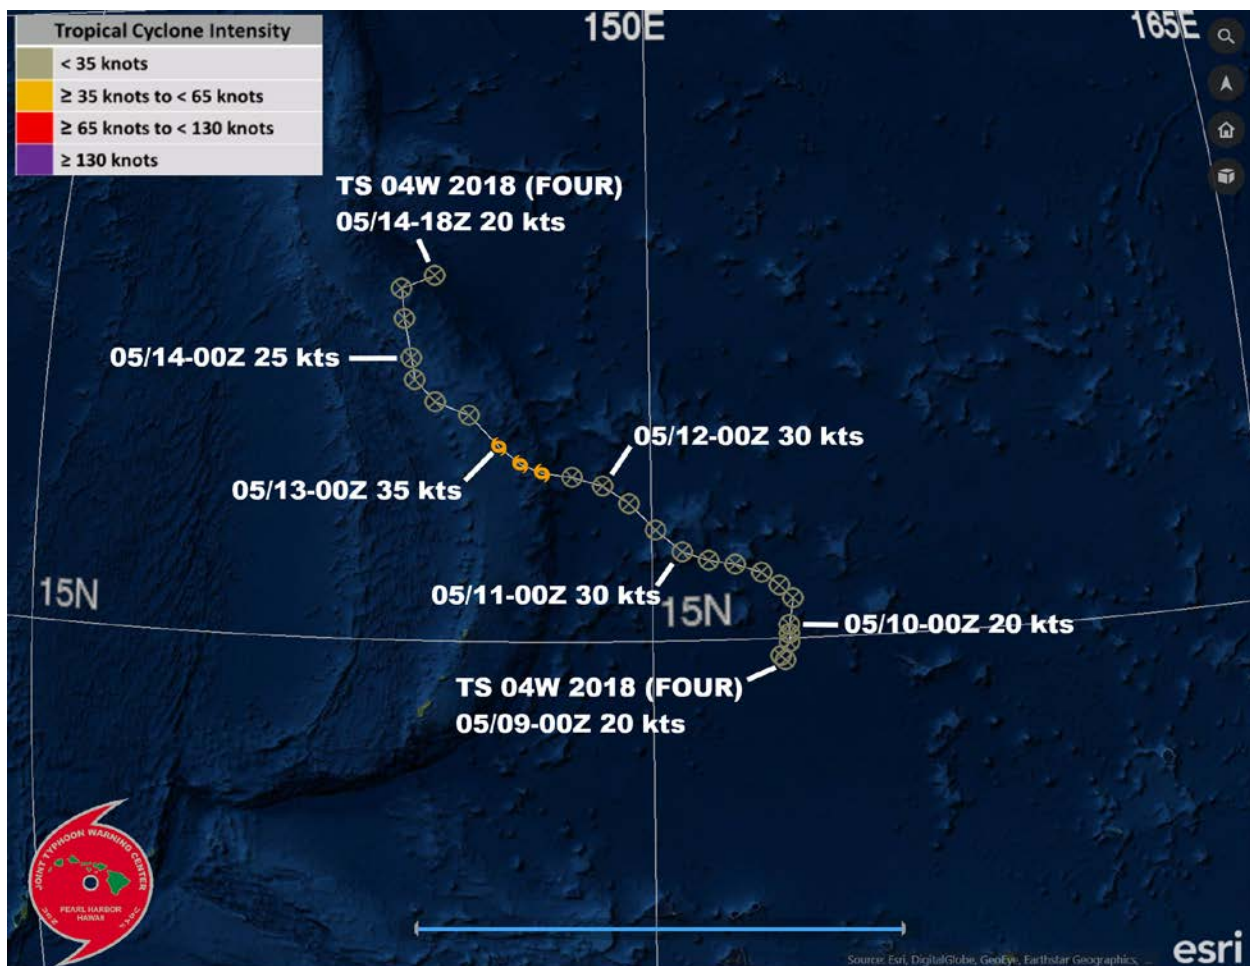 Tropical Cyclone Intensity
< 35 knots
≥ 35 knots to < 65 knots
≥ 65 knots to < 130 knots
≥ 130 knots
150E
165E
TS 04W 2018 (FOUR)
05/14-18Z 20 kts
05/14-00Z 25 kts
05/12-00Z 30 kts
05/13-00Z 35 kts
15N
05/11-00Z 30 kts
15N
05/10-00Z 20 kts
TS 04W 2018 (FOUR)
05/09-00Z 20 kts
JOINT TYPHOON WARNING CENTER
PEARL HARBOR
HAWAII
esri
Source: Esri, DigitalGlobe, GeoEye, Earthstar Geographics, ...